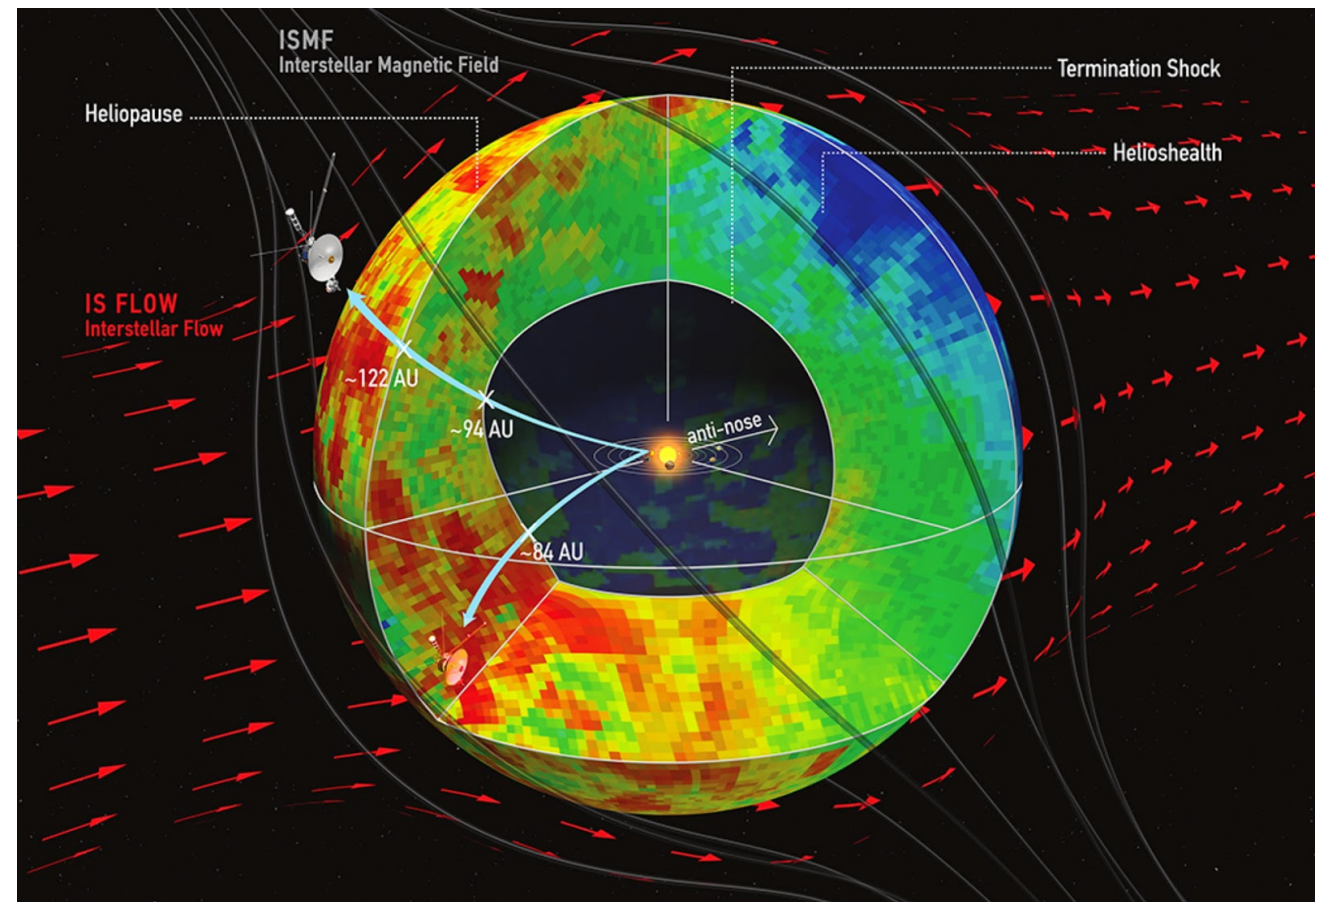 ISMF
Interstellar Magnetic Field
Termination Shock
Heliopause
Helioshealth
IS FLOW
Interstellar Flow
~122 AU
~94 AU
anti-nose
~84 AU